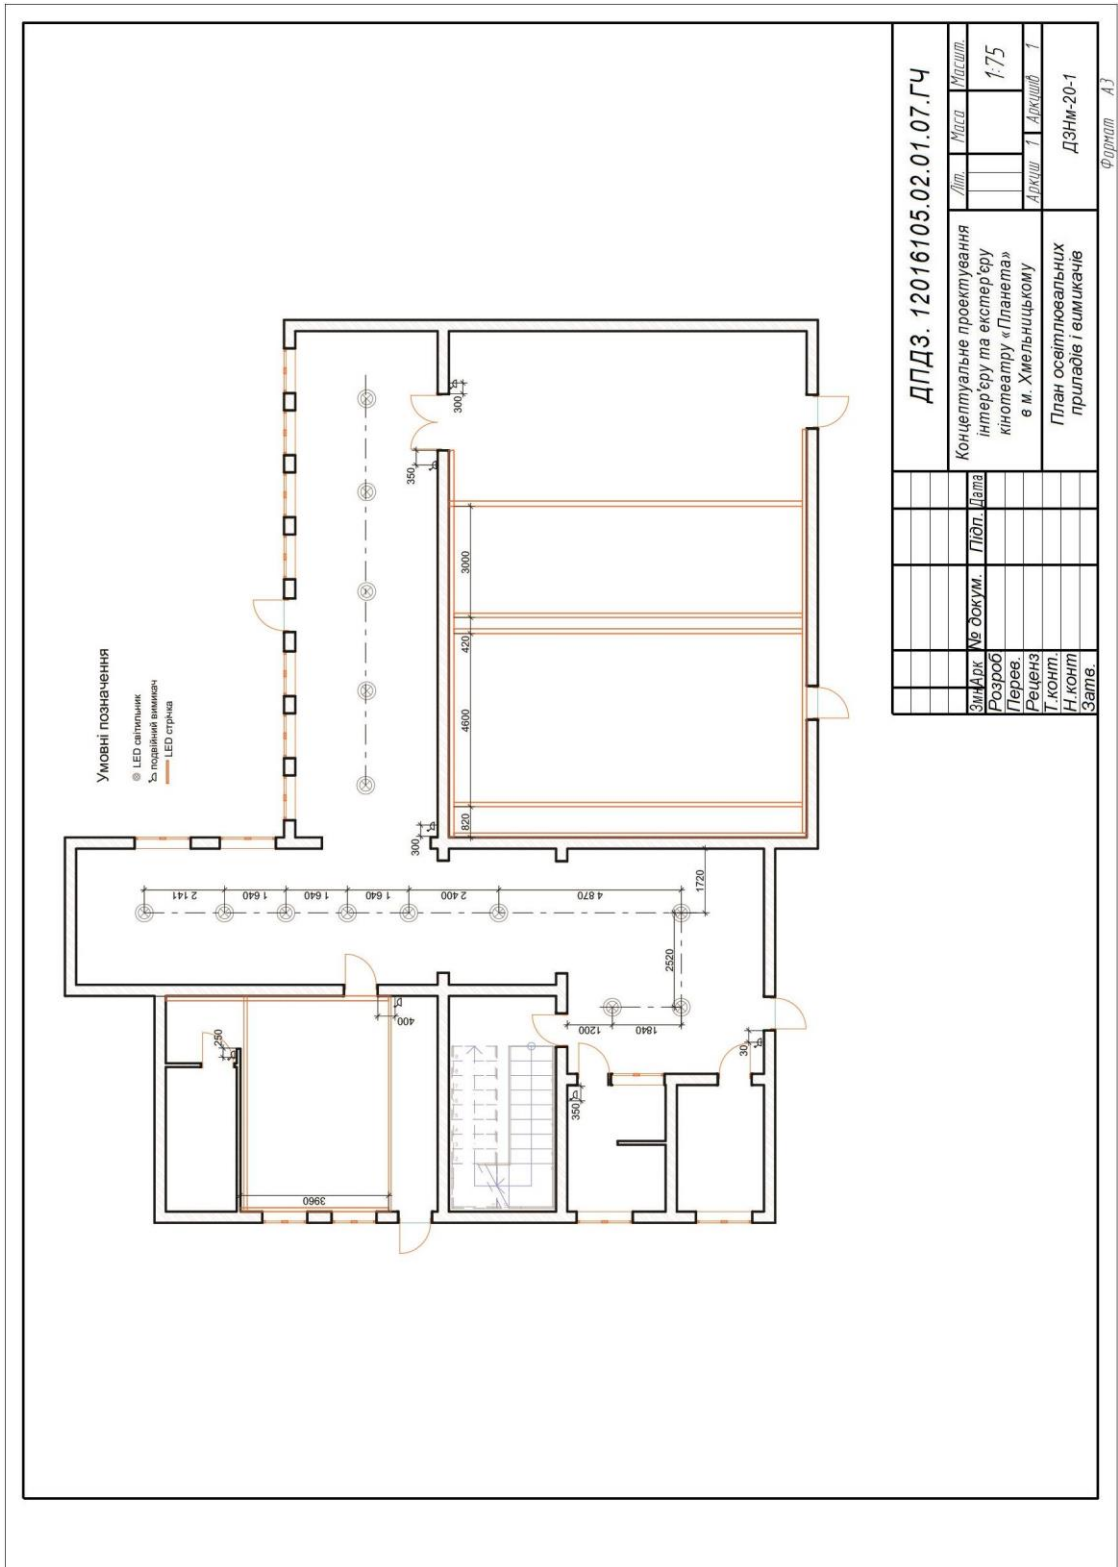 Умовні позначення
LED світильник
подвійний вимикач
LED стрічка
300
350
300
3000
420
4600
820
300
2 141
1 640
1 640
1 640
2 400
4 870
1720
2520
1200
1840
400
250
3960
350
30
ДПДЗ. 12016105.02.01.07.ГЧ
Концептуальне проектування
інтер'єру та екстер'єру
кінотеатру «Планета»
в м. Хмельницькому
Літ. Маса Масшт.
1:75
Аркуш 1 Аркушів 1
План освітлювальних
приладів і вимикачів
ДЗНм-20-1
Змн Арк № докум. Підп. Дата
Розроб
Перев.
Реценз
Т.конт.
Н.конт
Затв.
Формат А3